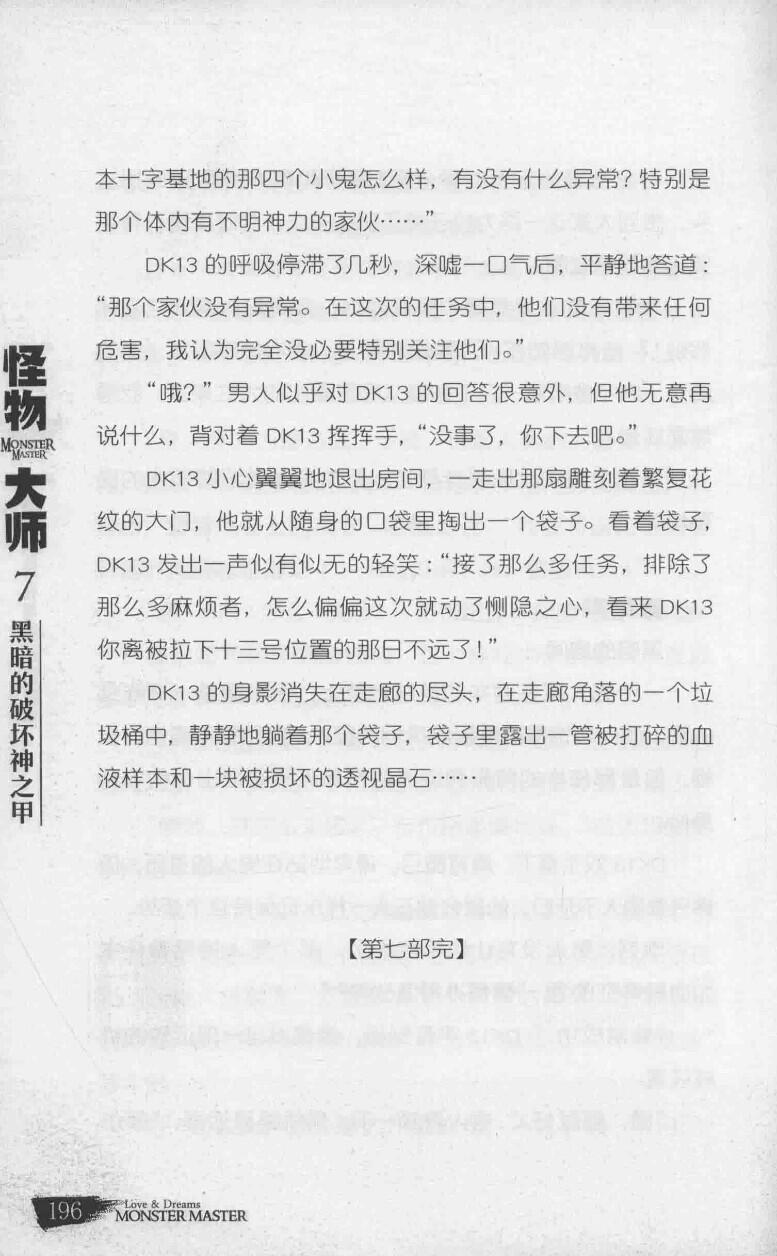 本十字基地的那四个小鬼怎么样，有没有什么异常？特别是
那个体内有不明神力的家伙……”
DK13 的呼吸停滞了几秒，深嘘一口气后，平静地答道：
“那个家伙没有异常。在这次的任务中，他们没有带来任何
危害，我认为完全没必要特别关注他们。”
“哦？”男人似乎对 DK13 的回答很意外，但他无意再
说什么，背对着 DK13 挥挥手，“没事了，你下去吧。”
DK13 小心翼翼地退出房间，一走出那扇雕刻着繁复花
纹的大门，他就从随身的口袋里掏出一个袋子。看着袋子，
DK13 发出一声似有似无的轻笑：“接了那么多任务，排除了
那么多麻烦者，怎么偏偏这次就动了恻隐之心，看来 DK13
你离被拉下十三号位置的那日不远了！”
DK13 的身影消失在走廊的尽头，在走廊角落的一个垃
圾桶中，静静地躺着那个袋子，袋子里露出一管被打碎的血
液样本和一块被损坏的透视晶石……
【第七部完】
怪物
MONSTER
MASTER
大师
7
黑暗的破坏神之甲
196
Love & Dreams
MONSTER MASTER